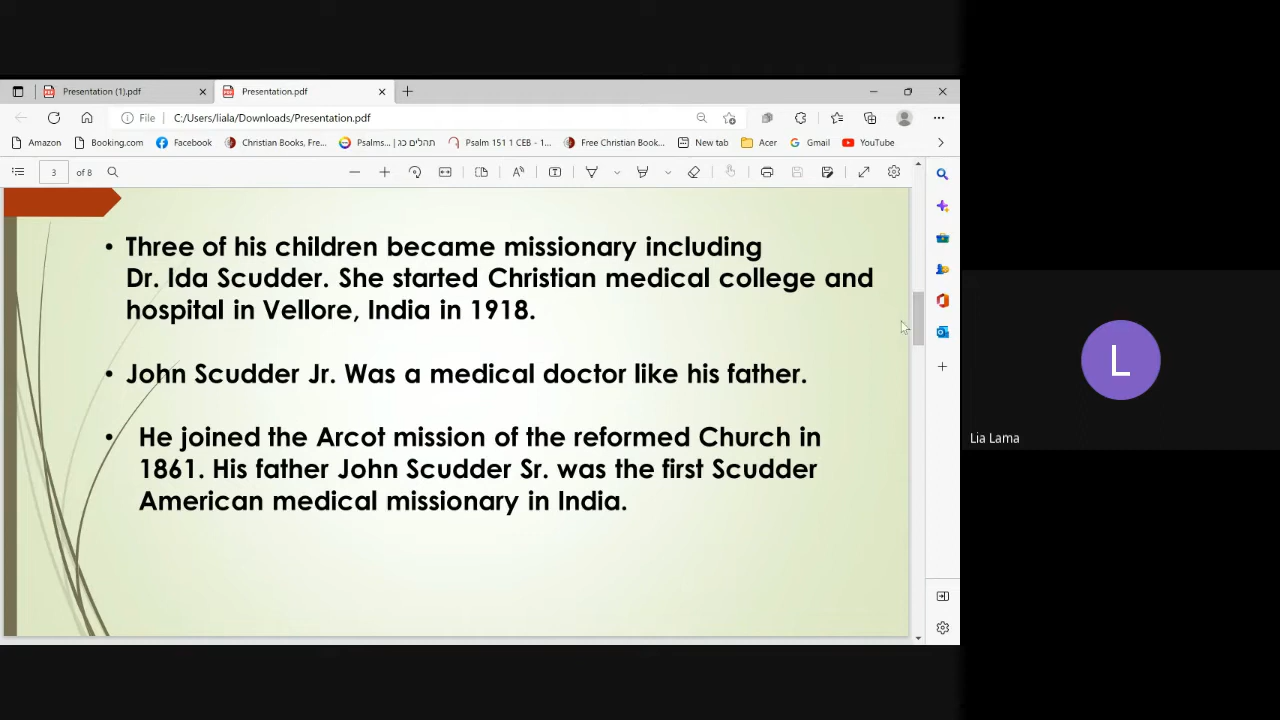 Presentation (1).pdf
Presentation.pdf
File C:/Users/liala/Downloads/Presentation.pdf
Amazon Booking.com Facebook Christian Books, Fre... Psalms... | תהלים כג Psalm 151 1 CEB - 1... Free Christian Book... New tab Acer Gmail YouTube
3 of 8
• Three of his children became missionary including
Dr. Ida Scudder. She started Christian medical college and
hospital in Vellore, India in 1918.
• John Scudder Jr. Was a medical doctor like his father.
• He joined the Arcot mission of the reformed Church in
1861. His father John Scudder Sr. was the first Scudder
American medical missionary in India.
L
Lia Lama